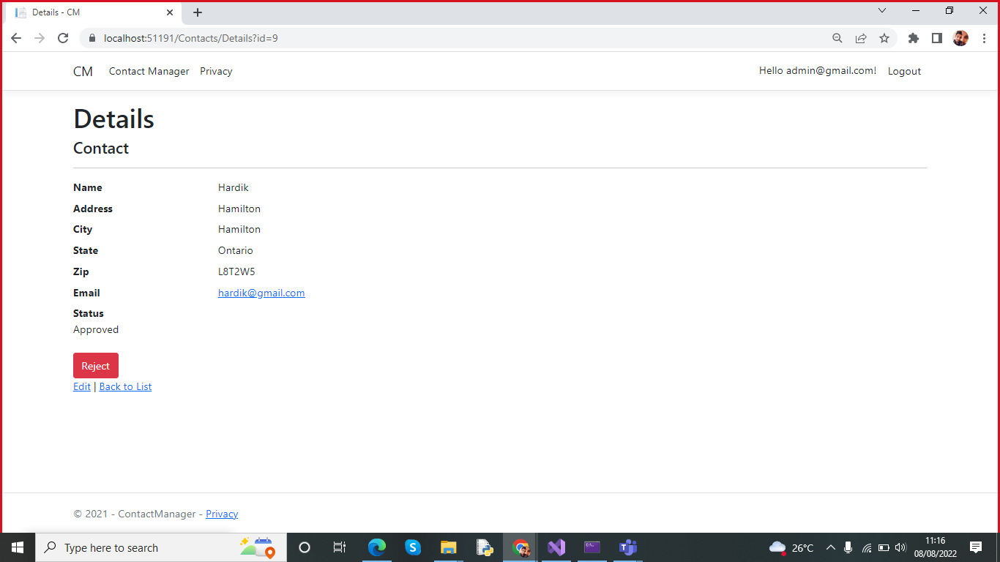 Details - CM
localhost:51191/Contacts/Details?id=9
CM Contact Manager Privacy Hello admin@gmail.com! Logout
Details
Contact
Name Hardik
Address Hamilton
City Hamilton
State Ontario
Zip L8T2W5
Email hardik@gmail.com
Status
Approved
Reject
Edit | Back to List
© 2021 - ContactManager - Privacy
Type here to search
26°C
11:16
08/08/2022